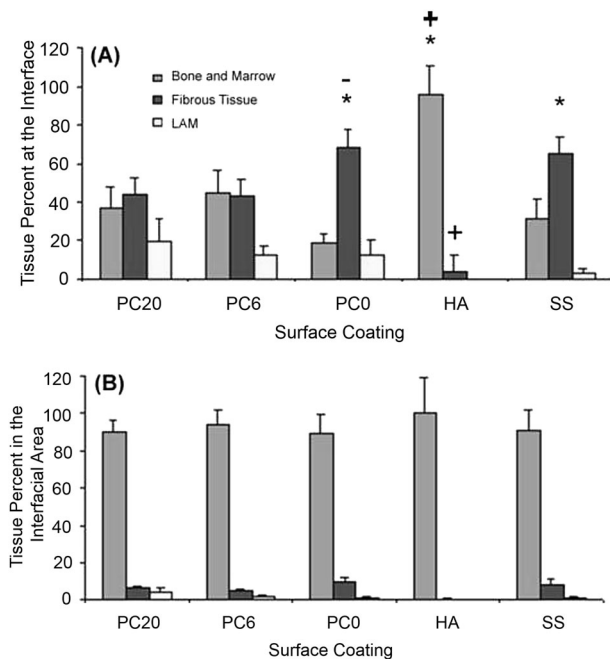 (A)
Tissue Percent at the Interface
120
100
80
60
40
20
0
Bone and Marrow
Fibrous Tissue
LAM
-
*
+
*
+
*
PC20 PC6 PC0 HA SS
Surface Coating
(B)
Tissue Percent in the
Interfacial Area
120
100
80
60
40
20
0
PC20 PC6 PC0 HA SS
Surface Coating